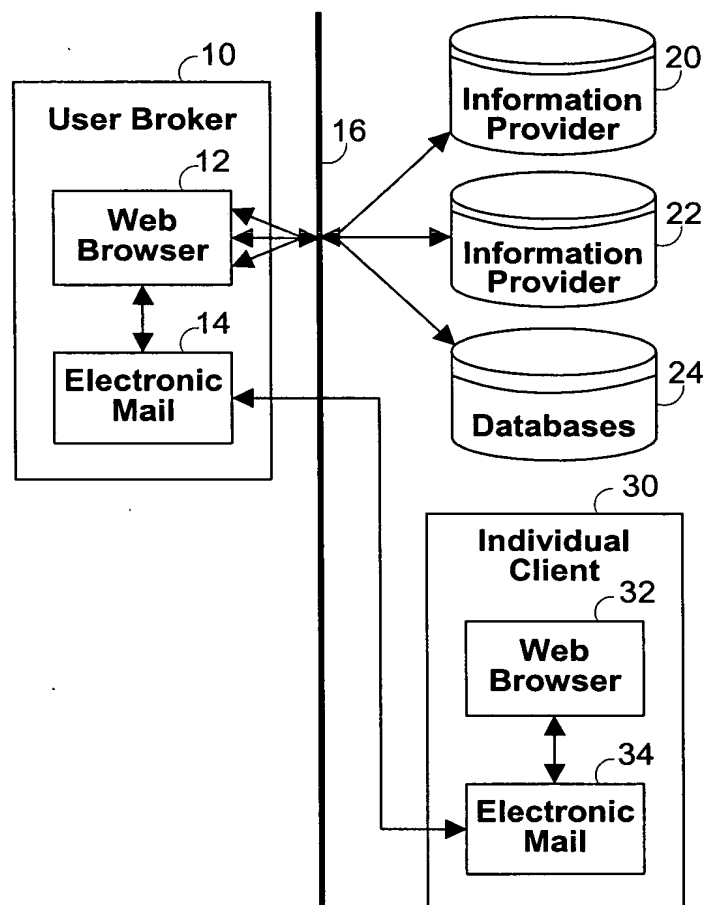 10
User Broker
12
Web
Browser
14
Electronic
Mail
16
20
Information
Provider
22
Information
Provider
24
Databases
30
Individual
Client
32
Web
Browser
34
Electronic
Mail